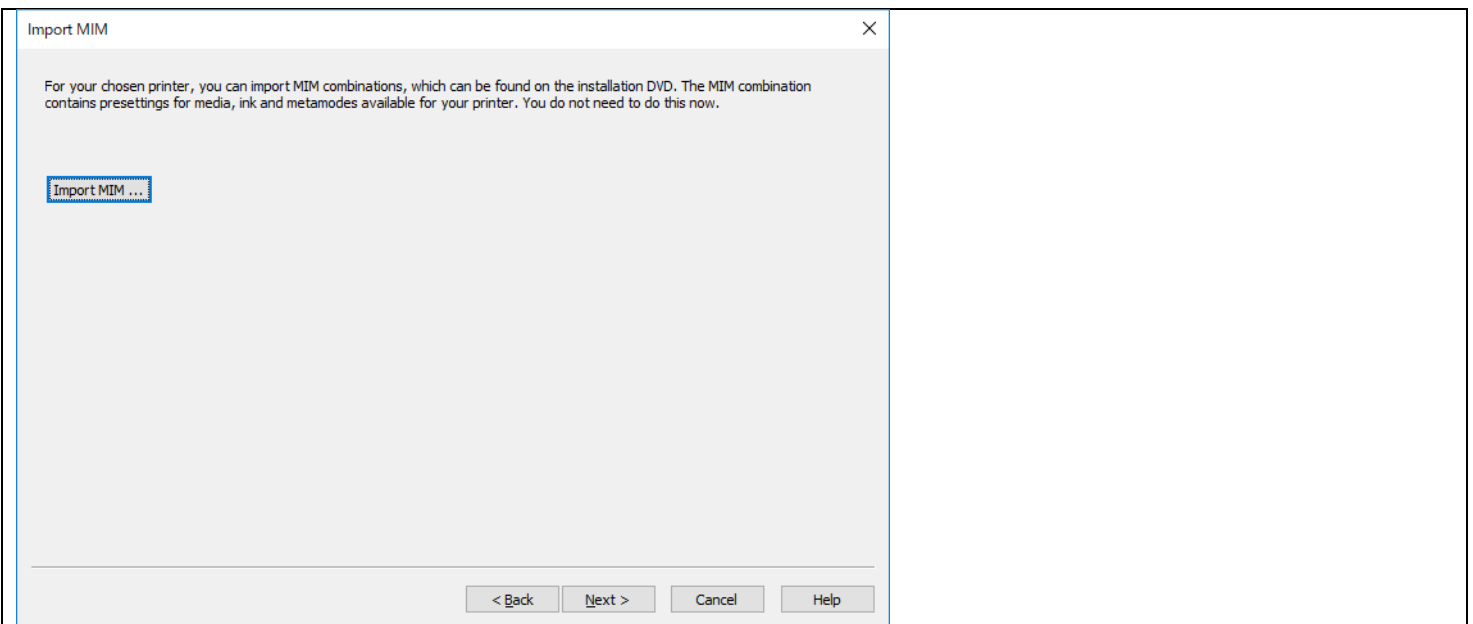 Import MIM
For your chosen printer, you can import MIM combinations, which can be found on the installation DVD. The MIM combination
contains presettings for media, ink and metamodes available for your printer. You do not need to do this now.
Import MIM ...
< Back Next > Cancel Help